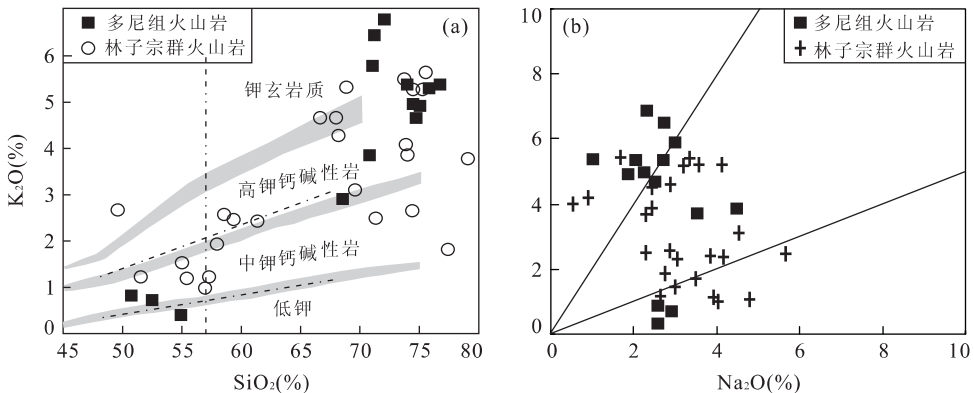 多尼组火山岩
林子宗群火山岩
(a)
钾玄岩质
高钾钙碱性岩
中钾钙碱性岩
低钾
K₂O(%)
6
5
4
3
2
1
0
45
50
55
60
65
70
75
80
SiO₂(%)
(b)
多尼组火山岩
林子宗群火山岩
10
8
6
4
2
0
0
2
4
6
8
10
Na₂O(%)